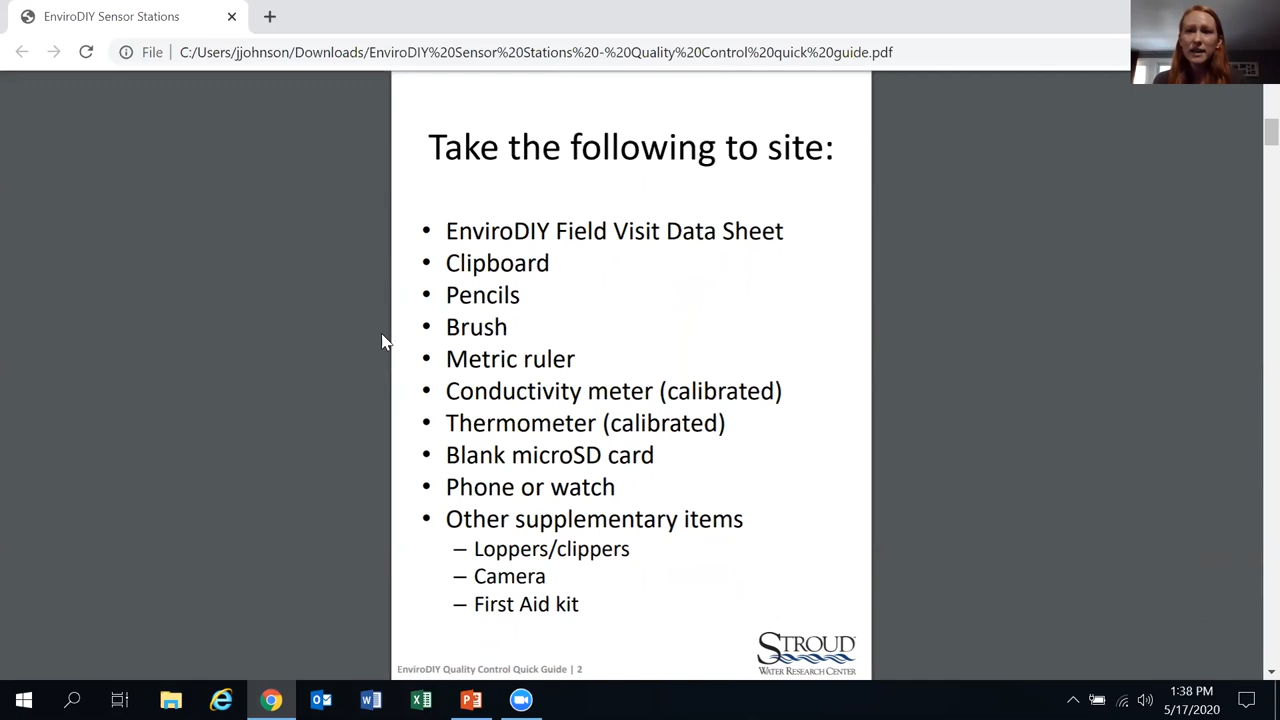 EnviroDIY Sensor Stations
File
C:/Users/jjohnson/Downloads/EnviroDIY%20Sensor%20Stations%20-%20Quality%20Control%20quick%20guide.pdf
Take the following to site:
• EnviroDIY Field Visit Data Sheet
• Clipboard
• Pencils
• Brush
• Metric ruler
• Conductivity meter (calibrated)
• Thermometer (calibrated)
• Blank microSD card
• Phone or watch
• Other supplementary items
– Loppers/clippers
– Camera
– First Aid kit
STROUD
WATER RESEARCH CENTER
EnviroDIY Quality Control Quick Guide | 2
1:38 PM
5/17/2020